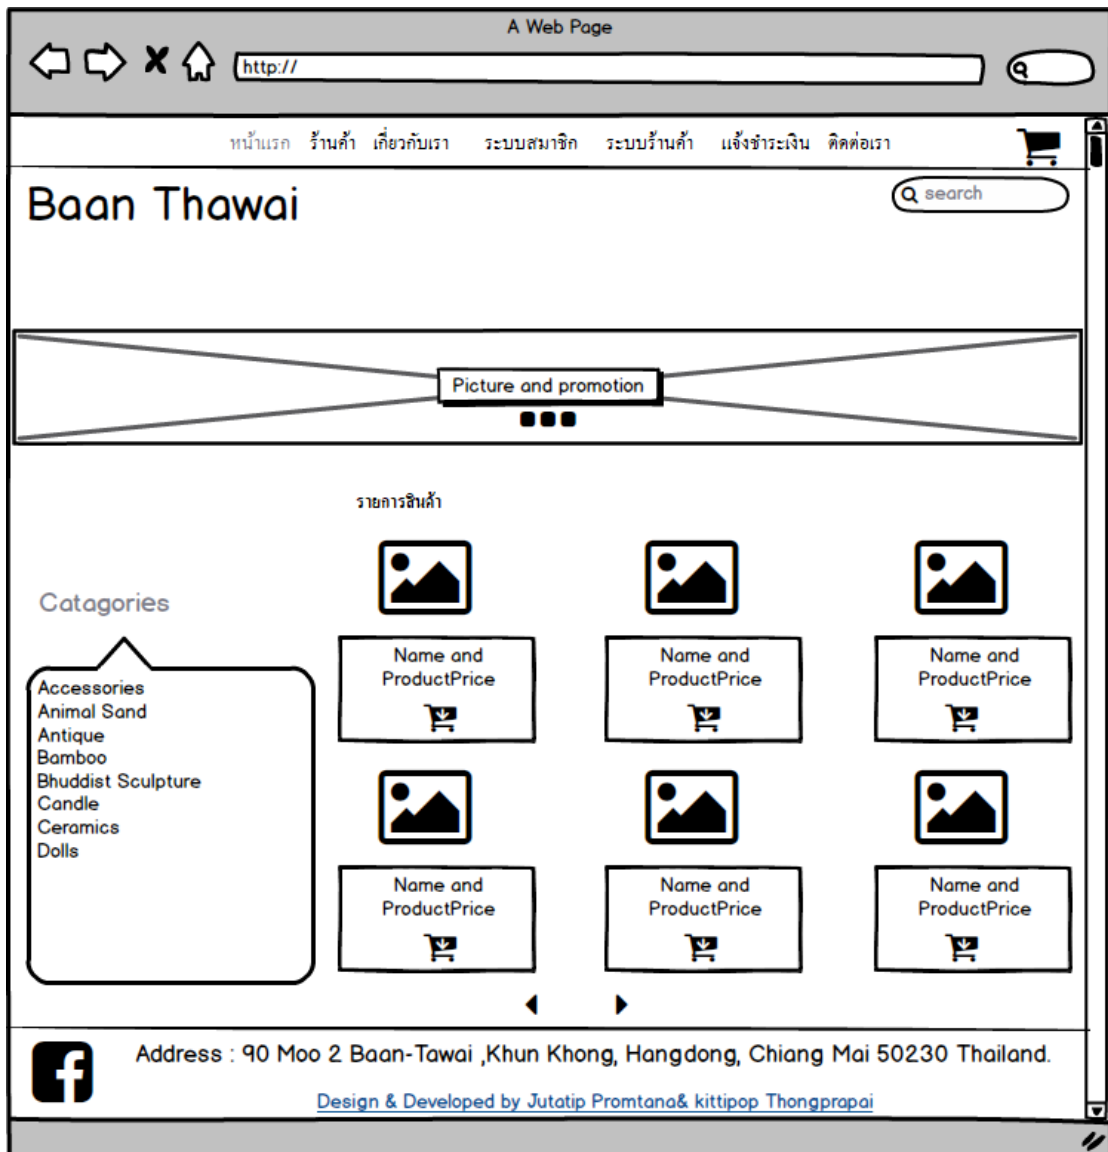 A Web Page
http://
หน้าแรก ร้านค้า เกี่ยวกับเรา ระบบสมาชิก ระบบร้านค้า แจ้งชำระเงิน ติดต่อเรา
Baan Thawai
search
Picture and promotion
รายการสินค้า
Catagories
Accessories
Animal Sand
Antique
Bamboo
Bhuddist Sculpture
Candle
Ceramics
Dolls
Name and
ProductPrice
Name and
ProductPrice
Name and
ProductPrice
Name and
ProductPrice
Name and
ProductPrice
Name and
ProductPrice
Address : 90 Moo 2 Baan-Tawai ,Khun Khong, Hangdong, Chiang Mai 50230 Thailand.
Design & Developed by Jutatip Promtana& kittipop Thongprapai